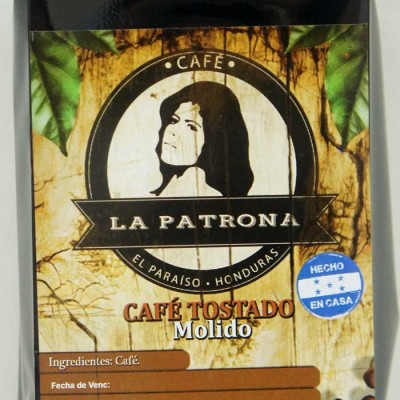 • CAFÉ •
LA PATRONA
EL PARAÍSO • HONDURAS
CAFÉ TOSTADO
Molido
HECHO
EN CASA
Ingredientes: Café.
Fecha de Venc: